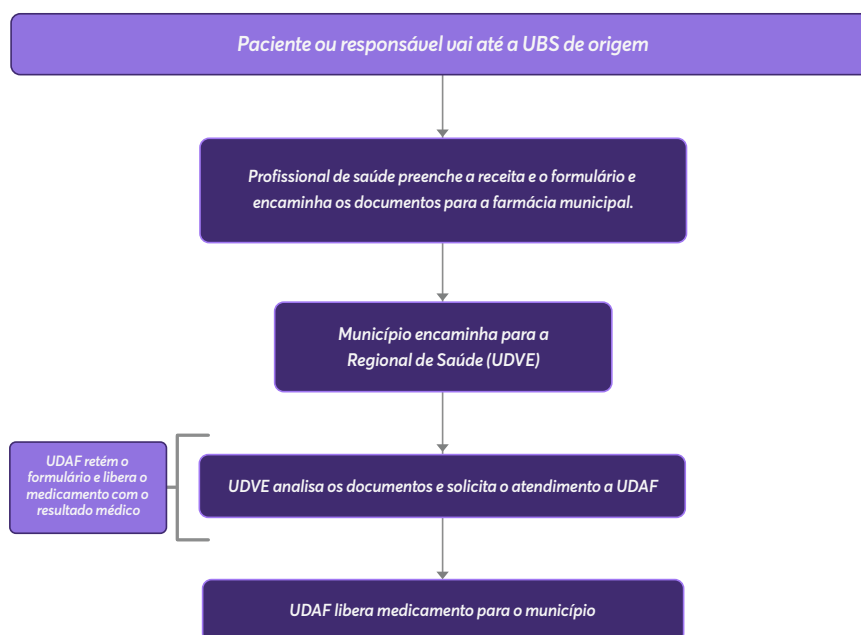 Paciente ou responsável vai até a UBS de origem
Profissional de saúde preenche a receita e o formulário e
encaminha os documentos para a farmácia municipal.
Município encaminha para a
Regional de Saúde (UDVE)
UDAF retém o
formulário e libera o
medicamento com o
resultado médico
UDVE analisa os documentos e solicita o atendimento a UDAF
UDAF libera medicamento para o município